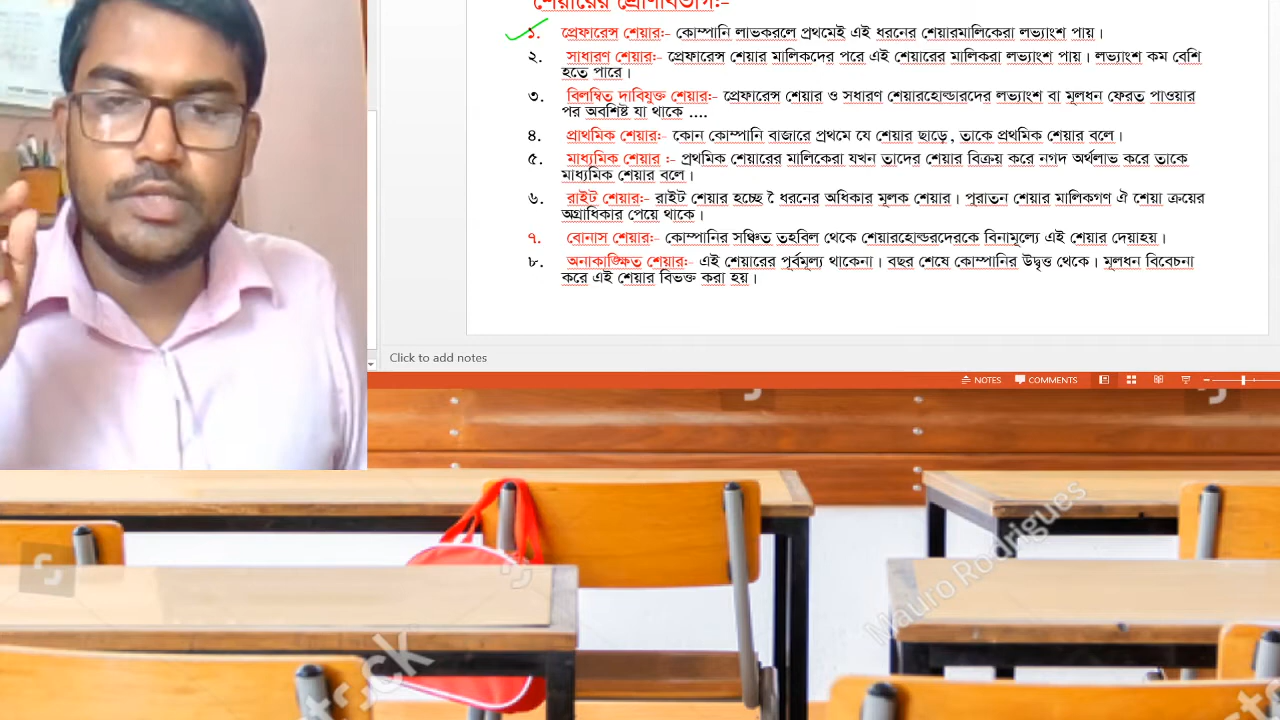 শেয়ারের শ্রেণীবিভাগ:-
১. প্রেফারেন্স শেয়ার:- কোম্পানি লাভকরলে প্রথমেই এই ধরনের শেয়ারমালিকেরা লভ্যাংশ পায়।
২. সাধারণ শেয়ার:- প্রেফারেন্স শেয়ার মালিকদের পরে এই শেয়ারের মালিকরা লভ্যাংশ পায়। লভ্যাংশ কম বেশি
হতে পারে।
৩. বিলম্বিত দাবিযুক্ত শেয়ার:- প্রেফারেন্স শেয়ার ও সধারণ শেয়ারহোল্ডারদের লভ্যাংশ বা মূলধন ফেরত পাওয়ার
পর অবশিষ্ট যা থাকে ....
৪. প্রাথমিক শেয়ার:- কোন কোম্পানি বাজারে প্রথমে যে শেয়ার ছাড়ে, তাকে প্রথমিক শেয়ার বলে।
৫. মাধ্যমিক শেয়ার :- প্রথমিক শেয়ারের মালিকেরা যখন তাদের শেয়ার বিক্রয় করে নগদ অর্থলাভ করে তাকে
মাধ্যমিক শেয়ার বলে।
৬. রাইট শেয়ার:- রাইট শেয়ার হচ্ছে ৈ ধরনের অধিকার মূলক শেয়ার। পুরাতন শেয়ার মালিকগণ ঐ শেয়া ক্রয়ের
অগ্রাধিকার পেয়ে থাকে।
৭. বোনাস শেয়ার:- কোম্পানির সঞ্চিত তহবিল থেকে শেয়ারহোল্ডরদেরকে বিনামূল্যে এই শেয়ার দেয়াহয়।
৮. অনাকাঙ্ক্ষিত শেয়ার:- এই শেয়ারের পূর্বমূল্য থাকেনা। বছর শেষে কোম্পানির উদ্বৃত্ত থেকে। মূলধন বিবেচনা
করে এই শেয়ার বিভক্ত করা হয়।
Click to add notes
NOTES COMMENTS
Mauro Rodrigues